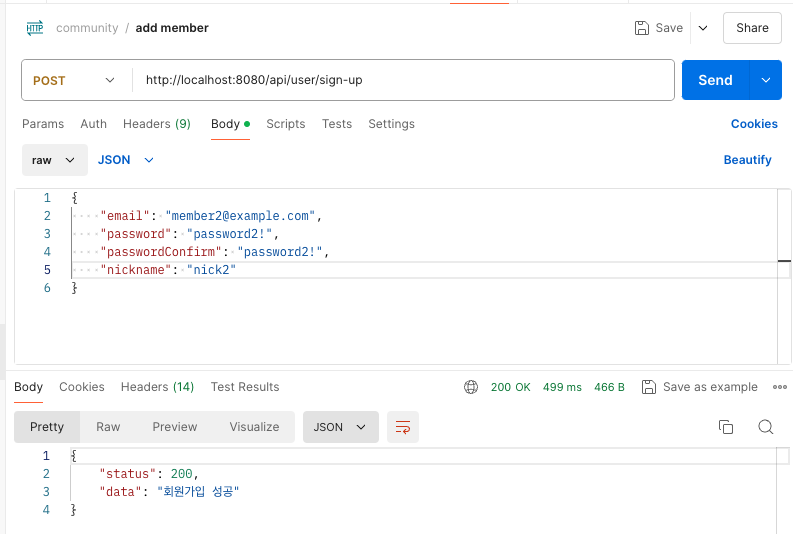 HTTP community / add member Save Share
POST http://localhost:8080/api/user/sign-up Send
Params Auth Headers (9) Body Scripts Tests Settings Cookies
raw JSON Beautify
1 {
2 "email": "member2@example.com",
3 "password": "password2!",
4 "passwordConfirm": "password2!",
5 "nickname": "nick2"
6 }
Body Cookies Headers (14) Test Results 200 OK 499 ms 466 B Save as example
Pretty Raw Preview Visualize JSON
1 {
2 "status": 200,
3 "data": "회원가입 성공"
4 }